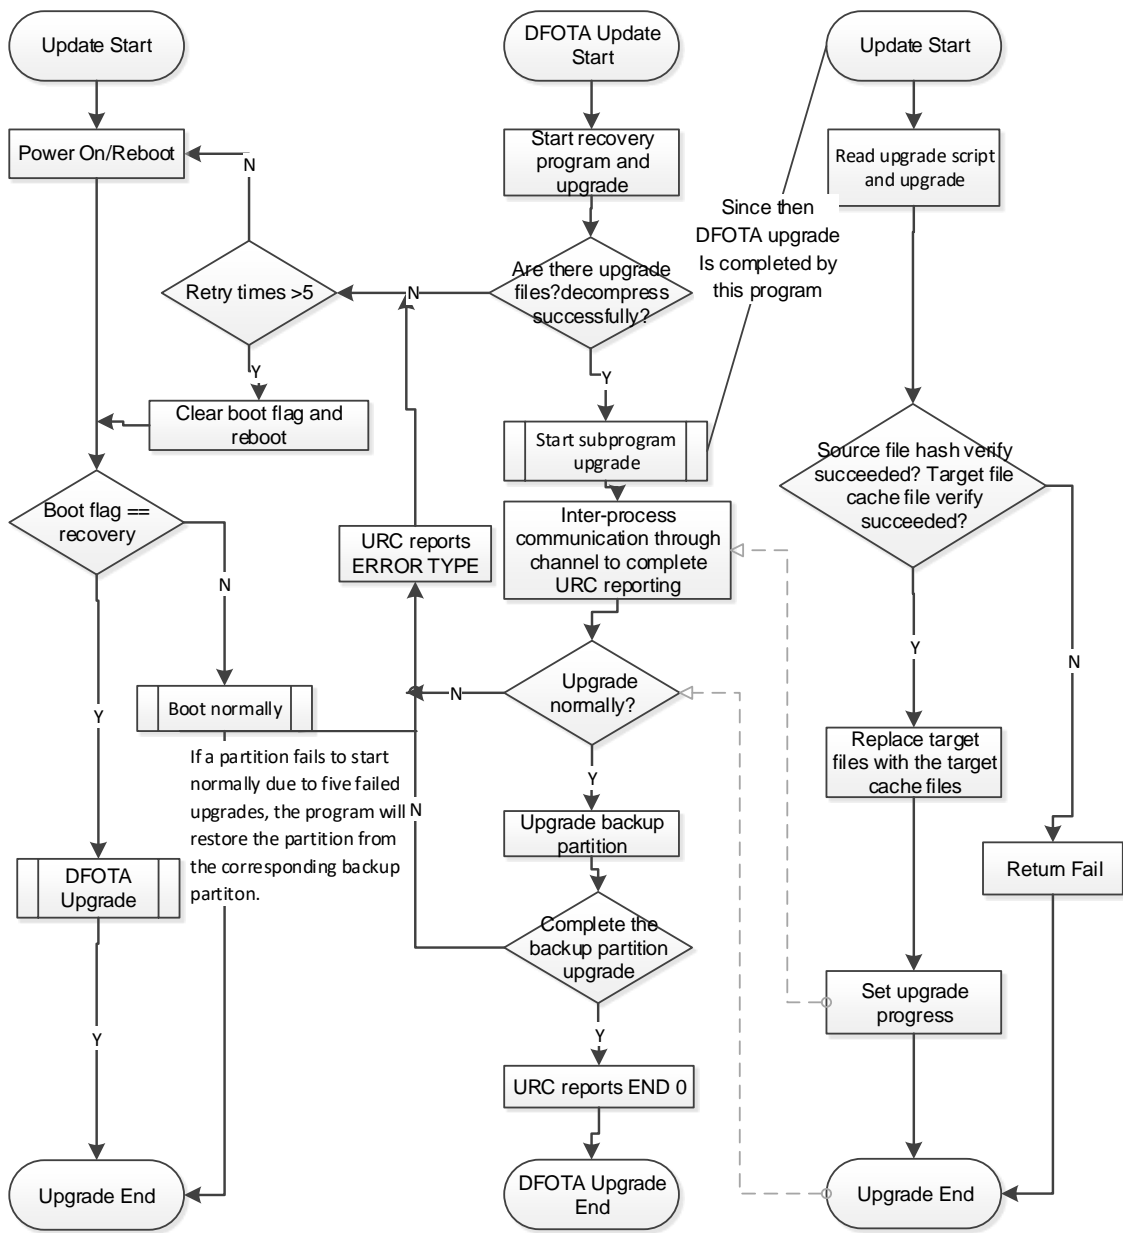 Update Start
Power On/Reboot
N
Retry times >5
Y
Clear boot flag and
reboot
Boot flag ==
recovery
N
Y
Boot normally
If a partition fails to start
normally due to five failed
upgrades, the program will
restore the partition from
the corresponding backup
partiton.
DFOTA
Upgrade
Y
Upgrade End
DFOTA Update
Start
Start recovery
program and
upgrade
Are there upgrade
files?decompress
successfully?
N
Y
Start subprogram
upgrade
Inter-process
communication through
channel to complete
URC reporting
URC reports
ERROR TYPE
Upgrade
normally?
N
Y
Upgrade backup
partition
N
Complete the
backup partition
upgrade
Y
URC reports END 0
DFOTA Upgrade
End
Since then
DFOTA upgrade
Is completed by
this program
Update Start
Read upgrade script
and upgrade
Source file hash verify
succeeded? Target file
cache file verify
succeeded?
Y
N
Replace target
files with the target
cache files
Return Fail
Set upgrade
progress
Upgrade End